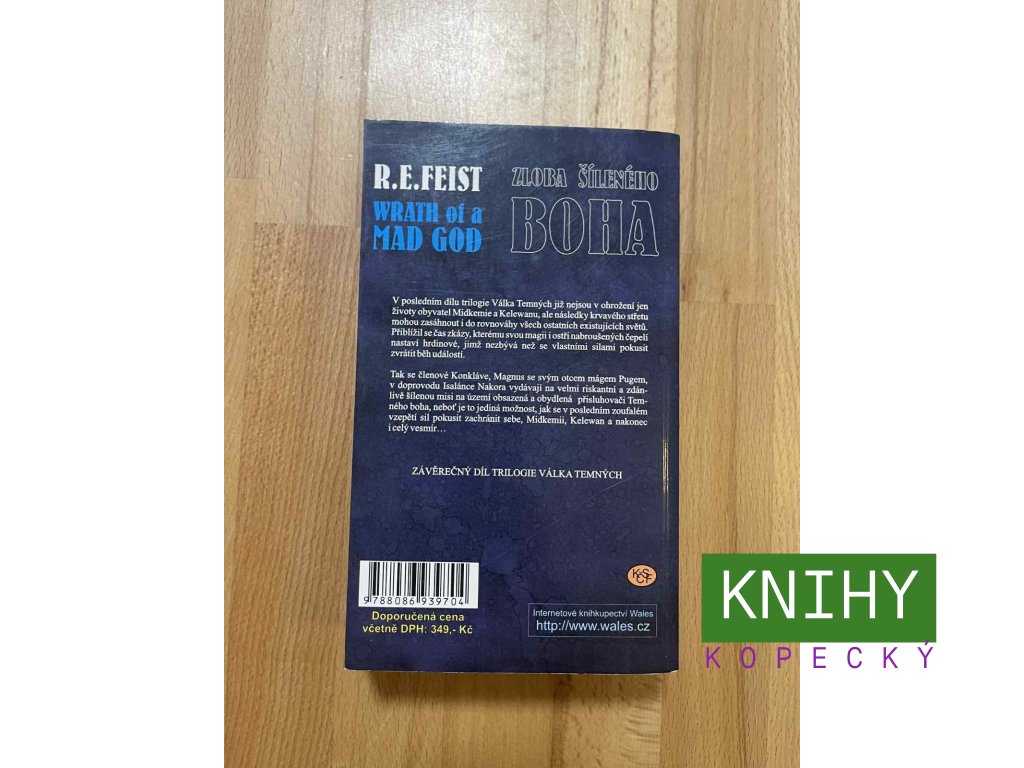 R.E.FEIST
WRATH of a
MAD GOD
ZLOBA ŠÍLENÉHO
BOHA
V posledním dílu trilogie Válka Temných již nejsou v ohrožení jen
životy obyvatel Midkemie a Kelewanu, ale následky krvavého střetu
mohou zasáhnout i do rovnováhy všech ostatních existujících světů.
Přiblížil se čas zkázy, kterému svou magii i ostří nabroušených čepelí
nastaví hrdinové, jimž nezbývá než se vlastními silami pokusit
zvrátit běh událostí.
Tak se členové Konkláve, Magnus se svým otcem mágem Pugem,
v doprovodu Isalánce Nakora vydávají na velmi riskantní a zdán-
livě šílenou misi na území obsazená a obydlená přisluhovači Tem-
ného boha, neboť je to jediná možnost, jak se v posledním zoufalém
vzepětí sil pokusit zachránit sebe, Midkemii, Kelewan a nakonec
i celý vesmír...
ZÁVĚREČNÝ DÍL TRILOGIE VÁLKA TEMNÝCH
9 788086 939704
Doporučená cena
včetně DPH: 349,- Kč
KSČF
Internetové knihkupectví Wales
http://www.wales.cz
KNIHY
KOPECKÝ